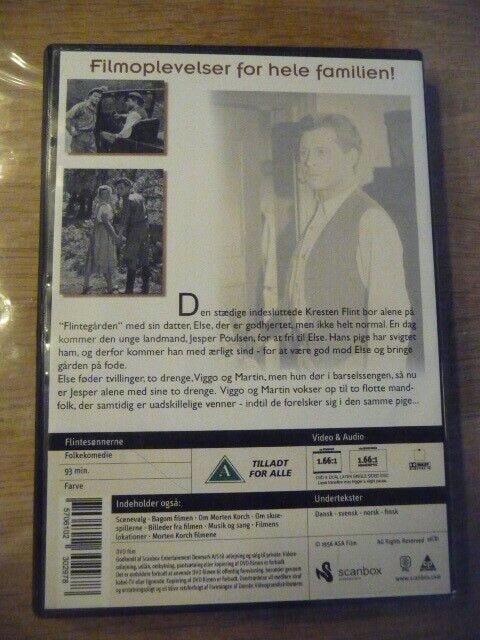 Filmoplevelser for hele familien!
Den stædige indesluttede Kresten Flint bor alene på
"Flintegården" med sin datter, Else, der er godhjertet, men ikke helt normal. En dag
kommer den unge landmand, Jesper Poulsen, for at fri til Else. Hans pige har svigtet
ham, og derfor kommer han med ærligt sind - for at være god mod Else og bringe
gården på fode.
Else føder tvillinger, to drenge, Viggo og Martin, men hun dør i barselssengen, så nu
er Jesper alene med sine to drenge. Viggo og Martin vokser op til to flotte mand-
folk, der samtidig er uadskillelige venner - indtil de forelsker sig i den samme pige...
Flintesønnerne
Folkekomedie
93 min.
Farve
A
TILLADT
FOR ALLE
Video & Audio
1.66:1
1.66:1
Indeholder også:
Scenevalg - Bagom filmen - Om Morten Korch - Om skue-
spillerne - Billeder fra filmen - Musik og sang - Filmens
lokationer - Morten Korch filmene
Undertekster
Dansk - svensk - norsk - finsk
DVD film
© 1956 ASA Film
All Rights Reserved
scanbox
5706102 302978